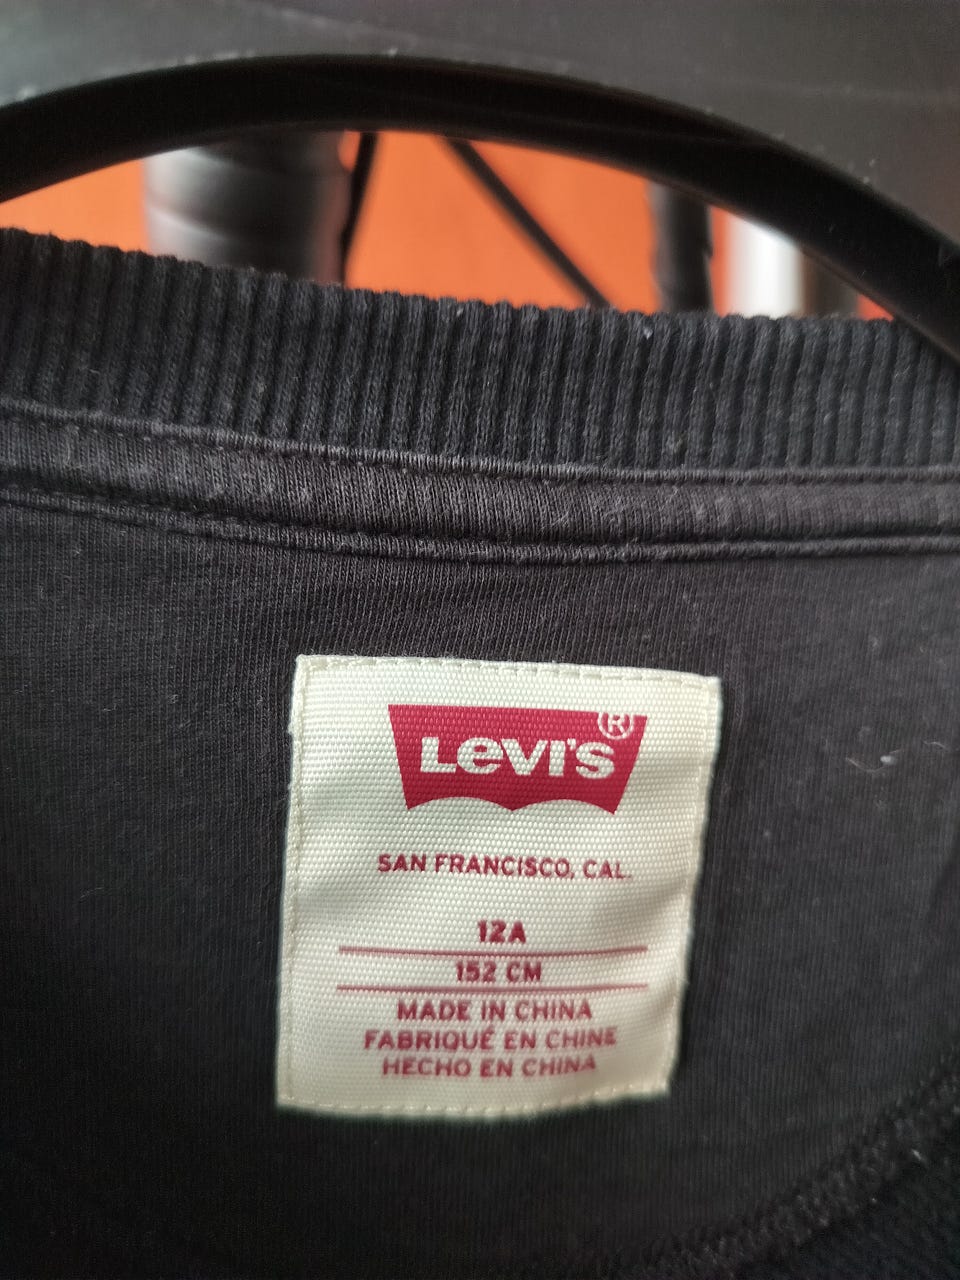 Levi's®
SAN FRANCISCO, CAL.
12A
152 CM
MADE IN CHINA
FABRIQUÉ EN CHINE
HECHO EN CHINA